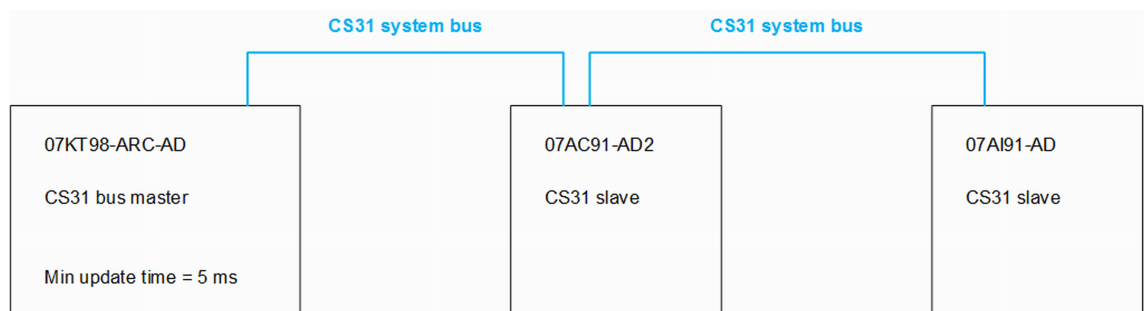 CS31 system bus
CS31 system bus
07KT98-ARC-AD
CS31 bus master
Min update time = 5 ms
07AC91-AD2
CS31 slave
07AI91-AD
CS31 slave